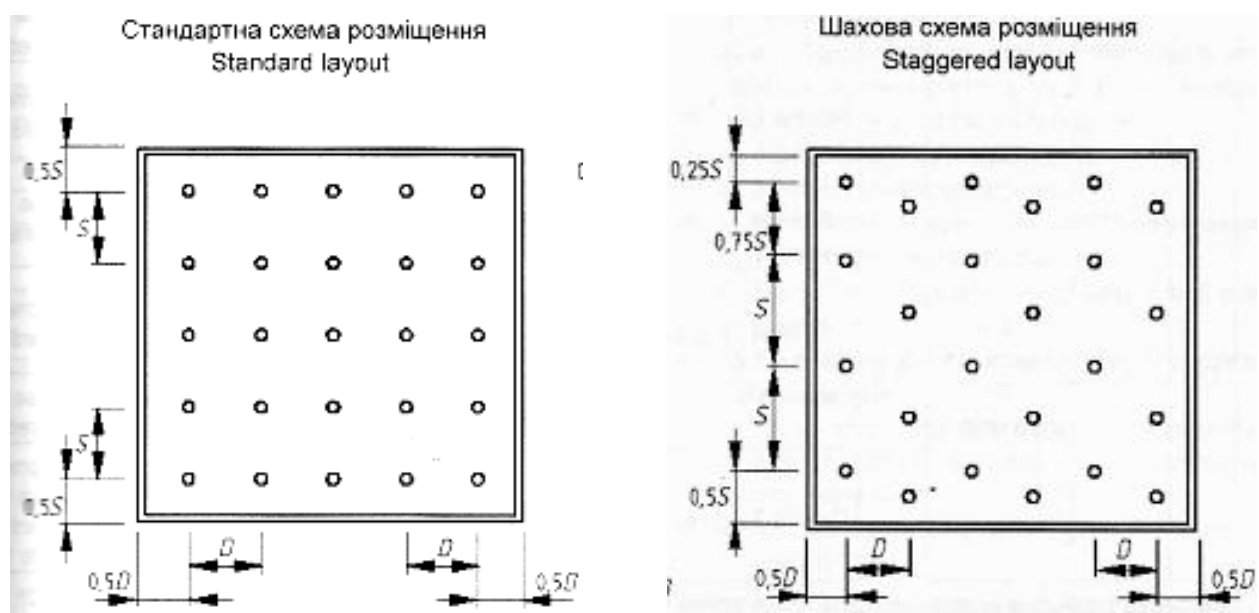 Стандартна схема розміщення
Standard layout
0,5S
S
S
0,5S
0,5D
D
D
0,5D
Шахова схема розміщення
Staggered layout
0,25S
0,75S
S
S
0,5S
0,5D
D
D
0,5D